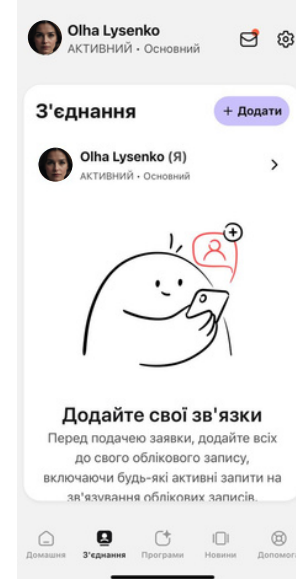 Olha Lysenko
АКТИВНИЙ • Основний
З'єднання
+ Додати
Olha Lysenko (Я)
АКТИВНИЙ • Основний
Додайте свої зв'язки
Перед подачею заявки, додайте всіх
до свого облікового запису,
включаючи будь-які активні запити на
зв'язування облікових записів.
Домашня З'єднання Програми Новини Допомог